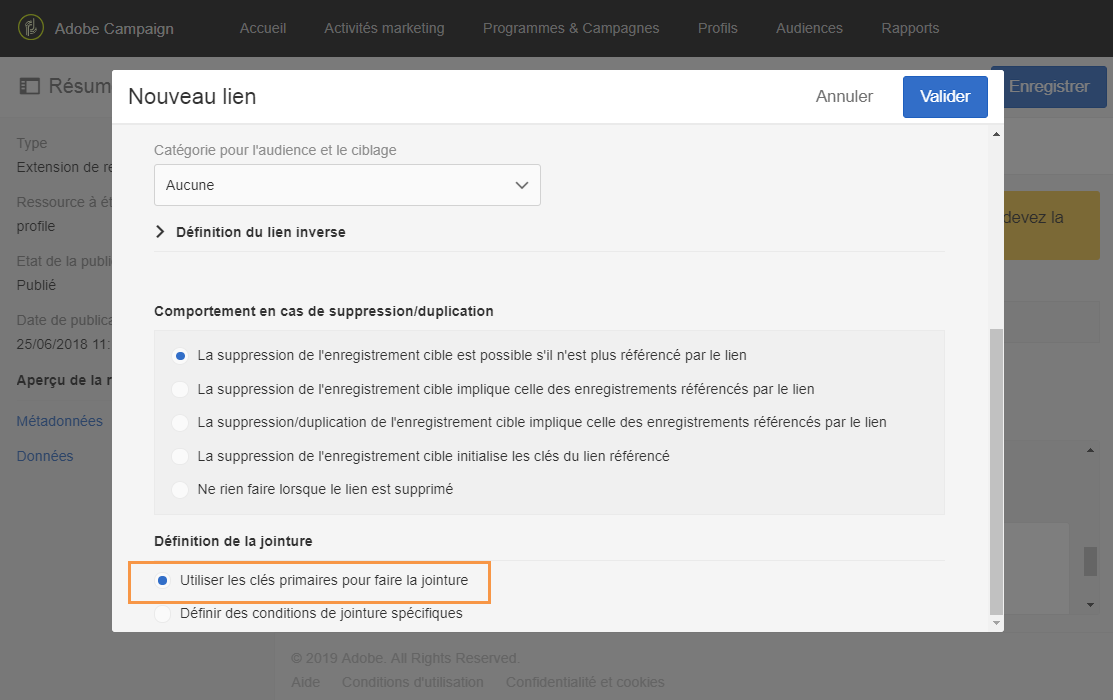 Adobe Campaign Accueil Activités marketing Programmes & Campagnes Profils Audiences Rapports
Résum
Enregistrer
Nouveau lien
Annuler
Valider
Type
Extension de re
Ressource à ét
profile
Etat de la publi
Publié
Date de publica
25/06/2018 11:
Aperçu de la r
Métadonnées
Données
devez la
Catégorie pour l'audience et le ciblage
Aucune
Définition du lien inverse
Comportement en cas de suppression/duplication
La suppression de l'enregistrement cible est possible s'il n'est plus référencé par le lien
La suppression de l'enregistrement cible implique celle des enregistrements référencés par le lien
La suppression/duplication de l'enregistrement cible implique celle des enregistrements référencés par le lien
La suppression de l'enregistrement cible initialise les clés du lien référencé
Ne rien faire lorsque le lien est supprimé
Définition de la jointure
Utiliser les clés primaires pour faire la jointure
Définir des conditions de jointure spécifiques
© 2019 Adobe. All Rights Reserved.
Aide Conditions d'utilisation Confidentialité et cookies